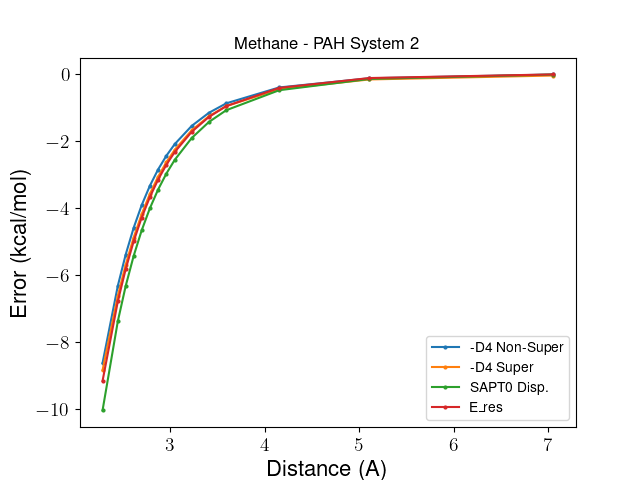 Methane - PAH System 2
Error (kcal/mol)
0
−2
−4
−6
−8
−10
3
4
5
6
7
Distance (A)
-D4 Non-Super
-D4 Super
SAPT0 Disp.
E_res